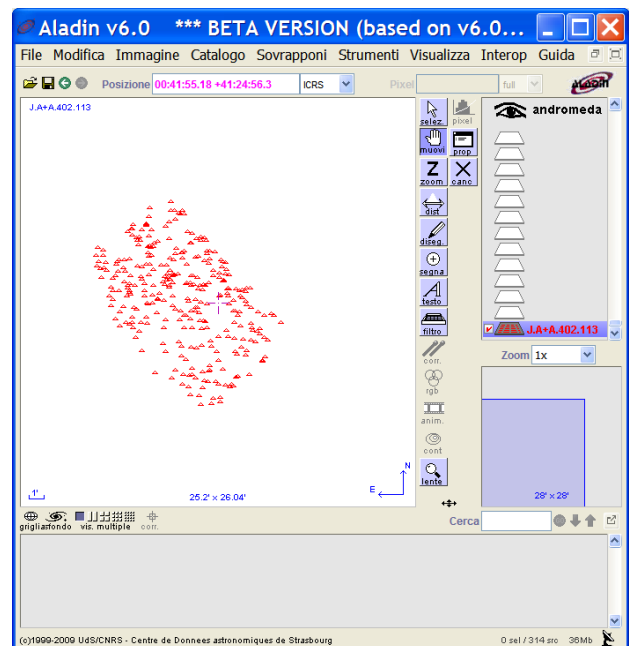 Aladin v6.0 *** BETA VERSION (based on v6.0...
File Modifica Immagine Catalogo Sovrapponi Strumenti Visualizza Interop Guida
Posizione 00:41:55.18 +41:24:56.3 ICRS Pixel full Aladin
J.A+A.402.113
selez. pixel
muovi prop
Z X
zoom canc
dist
diseg.
segna
A
testo
filtro
corr.
rgb
anim.
cont
lente
andromeda
J.A+A.402.113
Zoom 1x
28' x 28'
1'
25.2' x 26.04'
N
E
griglia sfondo vis. multiple corr.
Cerca
(c)1999-2009 UdS/CNRS - Centre de Donnees astronomiques de Strasbourg
0 sel / 314 src 36Mb